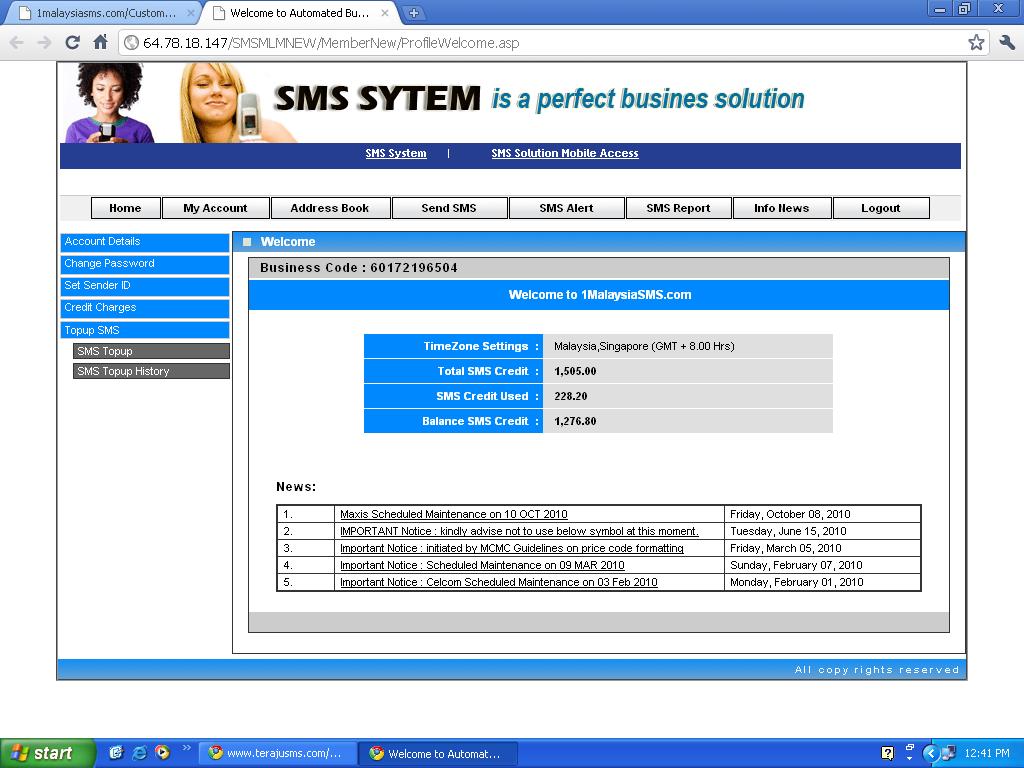 1malaysiasms.com/Custom...
Welcome to Automated Bu...
64.78.18.147/SMSMLMNEW/MemberNew/ProfileWelcome.asp
SMS SYTEM is a perfect busines solution
SMS System | SMS Solution Mobile Access
Home My Account Address Book Send SMS SMS Alert SMS Report Info News Logout
Account Details
Change Password
Set Sender ID
Credit Charges
Topup SMS
SMS Topup
SMS Topup History
Welcome
Business Code : 60172196504
Welcome to 1MalaysiaSMS.com
TimeZone Settings : Malaysia,Singapore (GMT + 8.00 Hrs)
Total SMS Credit : 1,505.00
SMS Credit Used : 228.20
Balance SMS Credit : 1,276.80
News:
1. Maxis Scheduled Maintenance on 10 OCT 2010 Friday, October 08, 2010
2. IMPORTANT Notice : kindly advise not to use below symbol at this moment. Tuesday, June 15, 2010
3. Important Notice : initiated by MCMC Guidelines on price code formatting Friday, March 05, 2010
4. Important Notice : Scheduled Maintenance on 09 MAR 2010 Sunday, February 07, 2010
5. Important Notice : Celcom Scheduled Maintenance on 03 Feb 2010 Monday, February 01, 2010
All copy rights reserved
start www.terajusms.com/... Welcome to Automat... 12:41 PM